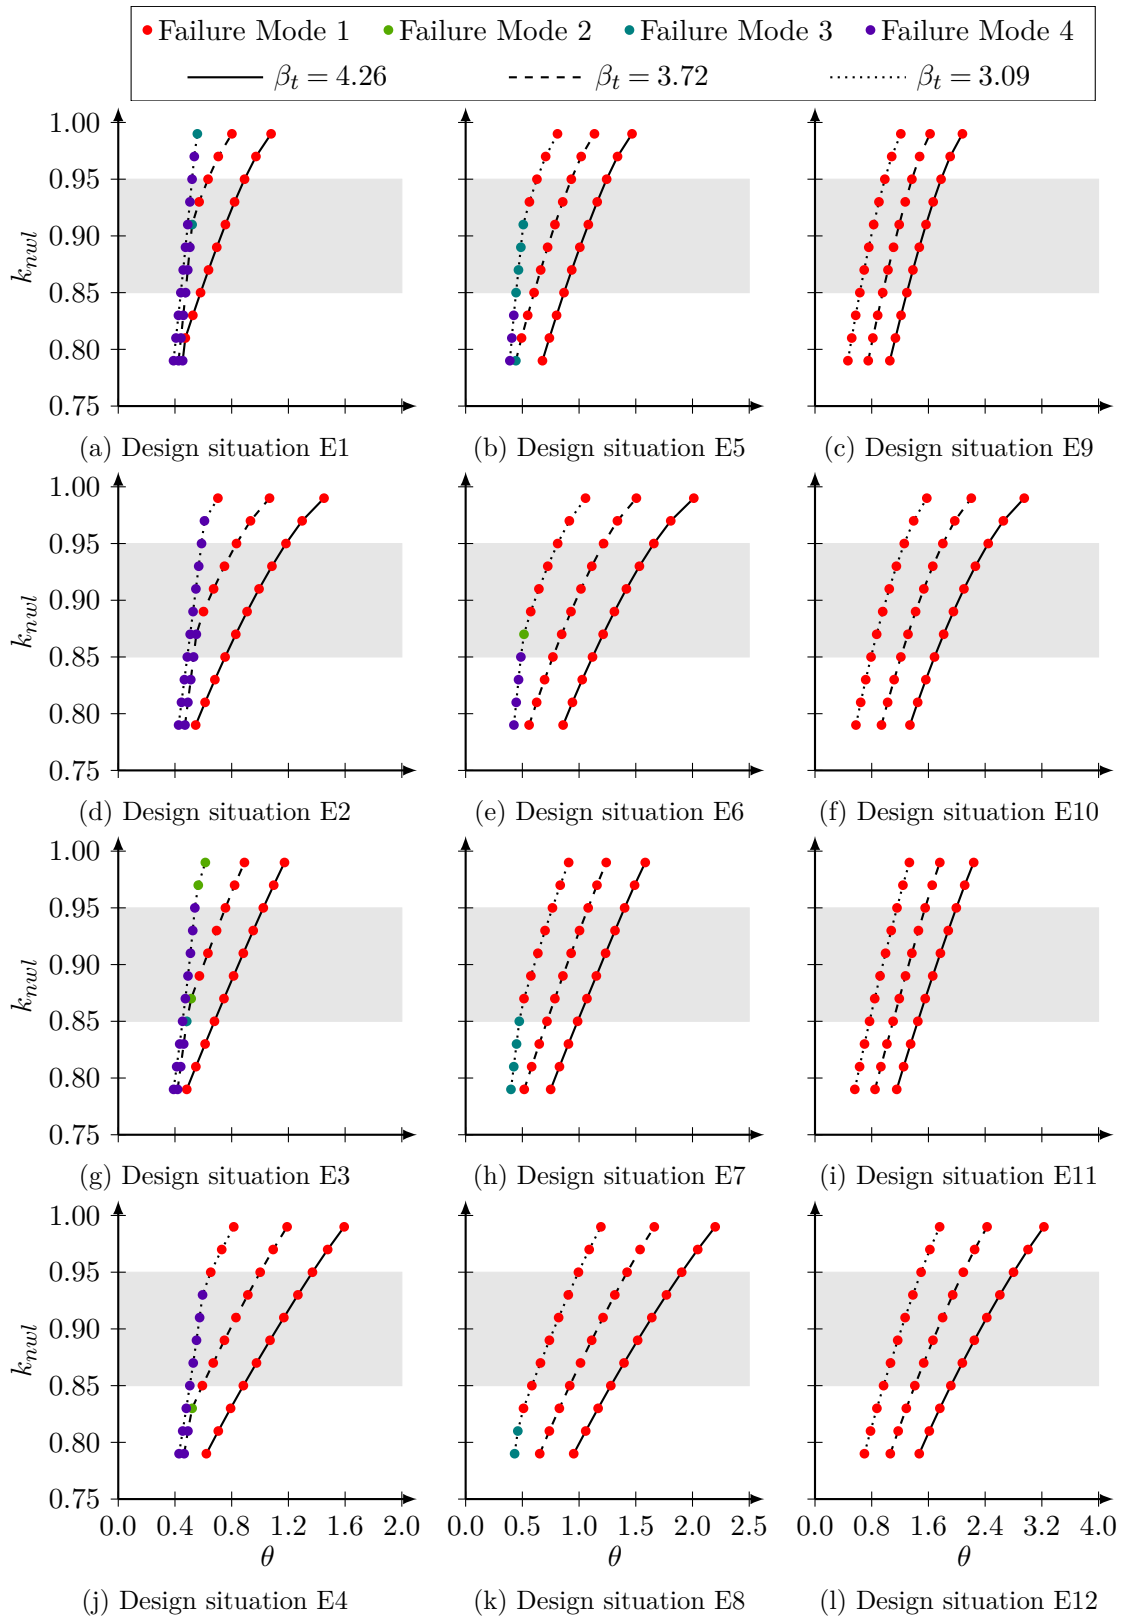 Failure Mode 1 Failure Mode 2 Failure Mode 3 Failure Mode 4
β_t = 4.26 β_t = 3.72 β_t = 3.09
1.00
0.95
0.90
0.85
0.80
0.75
k_nwl
(a) Design situation E1
(b) Design situation E5
(c) Design situation E9
1.00
0.95
0.90
0.85
0.80
0.75
k_nwl
(d) Design situation E2
(e) Design situation E6
(f) Design situation E10
1.00
0.95
0.90
0.85
0.80
0.75
k_nwl
(g) Design situation E3
(h) Design situation E7
(i) Design situation E11
1.00
0.95
0.90
0.85
0.80
0.75
k_nwl
0.0 0.4 0.8 1.2 1.6 2.0
θ
0.0 0.5 1.0 1.5 2.0 2.5
θ
0.0 0.8 1.6 2.4 3.2 4.0
θ
(j) Design situation E4
(k) Design situation E8
(l) Design situation E12